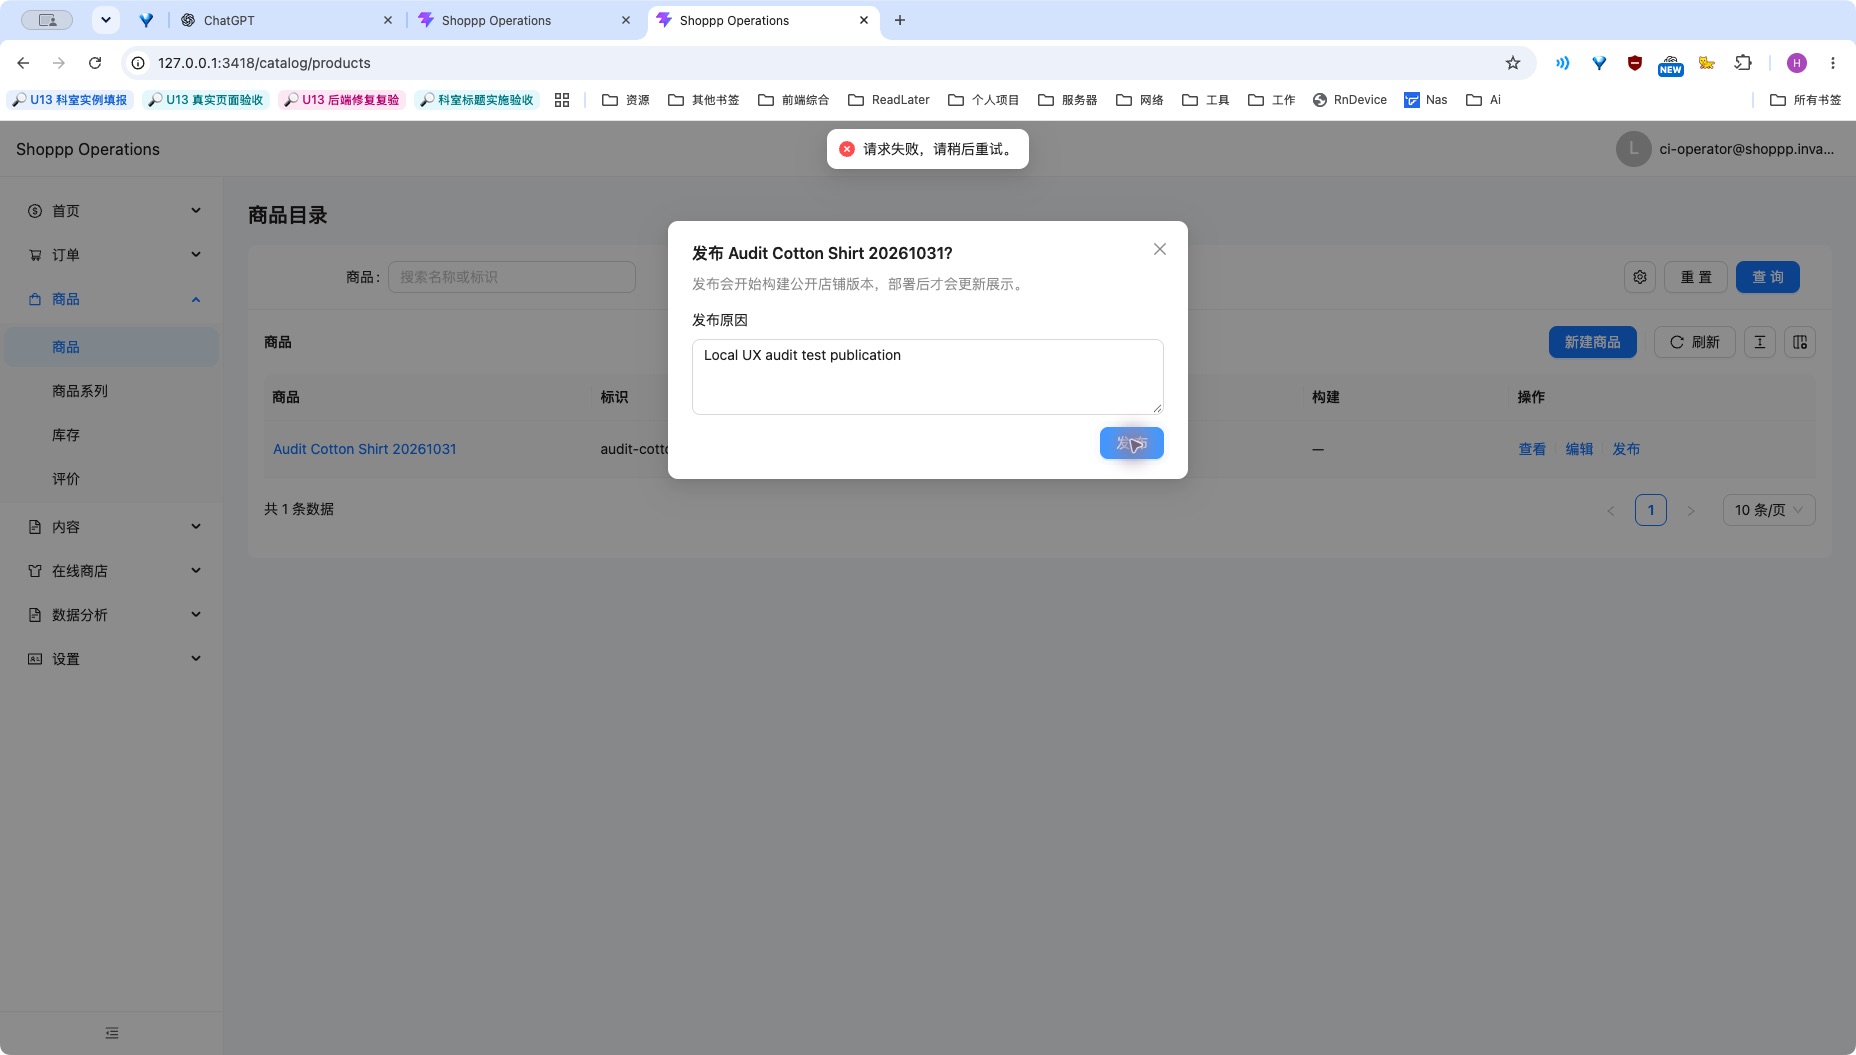 ChatGPT
Shoppp Operations
Shoppp Operations
127.0.0.1:3418/catalog/products
NEW
H
U13 科室实例填报
U13 真实页面验收
U13 后端修复复验
科室标题实施验收
资源
其他书签
前端综合
ReadLater
个人项目
服务器
网络
工具
工作
RnDevice
Nas
Ai
所有书签
Shoppp Operations
请求失败，请稍后重试。
L
ci-operator@shoppp.inva...
首页
订单
商品
商品
商品系列
库存
评价
内容
在线商店
数据分析
设置
商品目录
商品：
搜索名称或标识
重 置
查 询
商品
新建商品
刷新
商品
标识
构建
操作
Audit Cotton Shirt 20261031
audit-cotto
—
查看
编辑
发布
共 1 条数据
1
10 条/页
发布 Audit Cotton Shirt 20261031?
发布会开始构建公开店铺版本，部署后才会更新展示。
发布原因
Local UX audit test publication
发 布